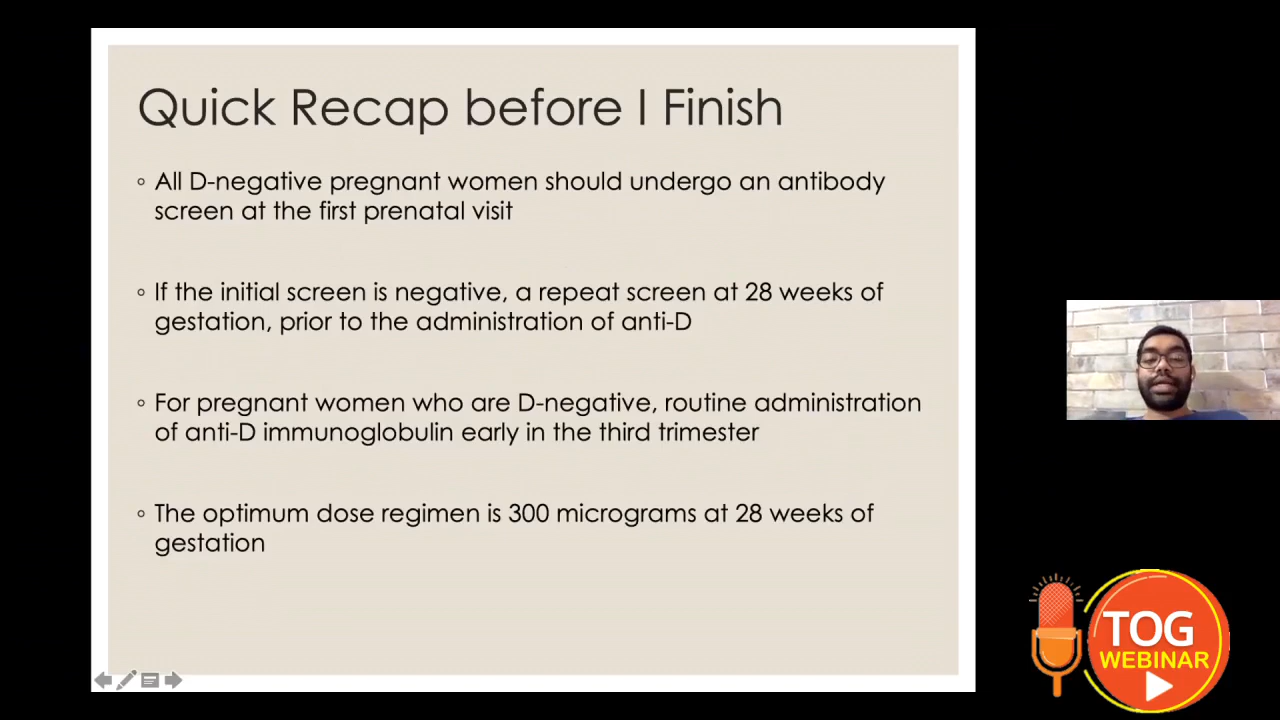 Quick Recap before I Finish
◦ All D-negative pregnant women should undergo an antibody
screen at the first prenatal visit
◦ If the initial screen is negative, a repeat screen at 28 weeks of
gestation, prior to the administration of anti-D
◦ For pregnant women who are D-negative, routine administration
of anti-D immunoglobulin early in the third trimester
◦ The optimum dose regimen is 300 micrograms at 28 weeks of
gestation
TOG
WEBINAR